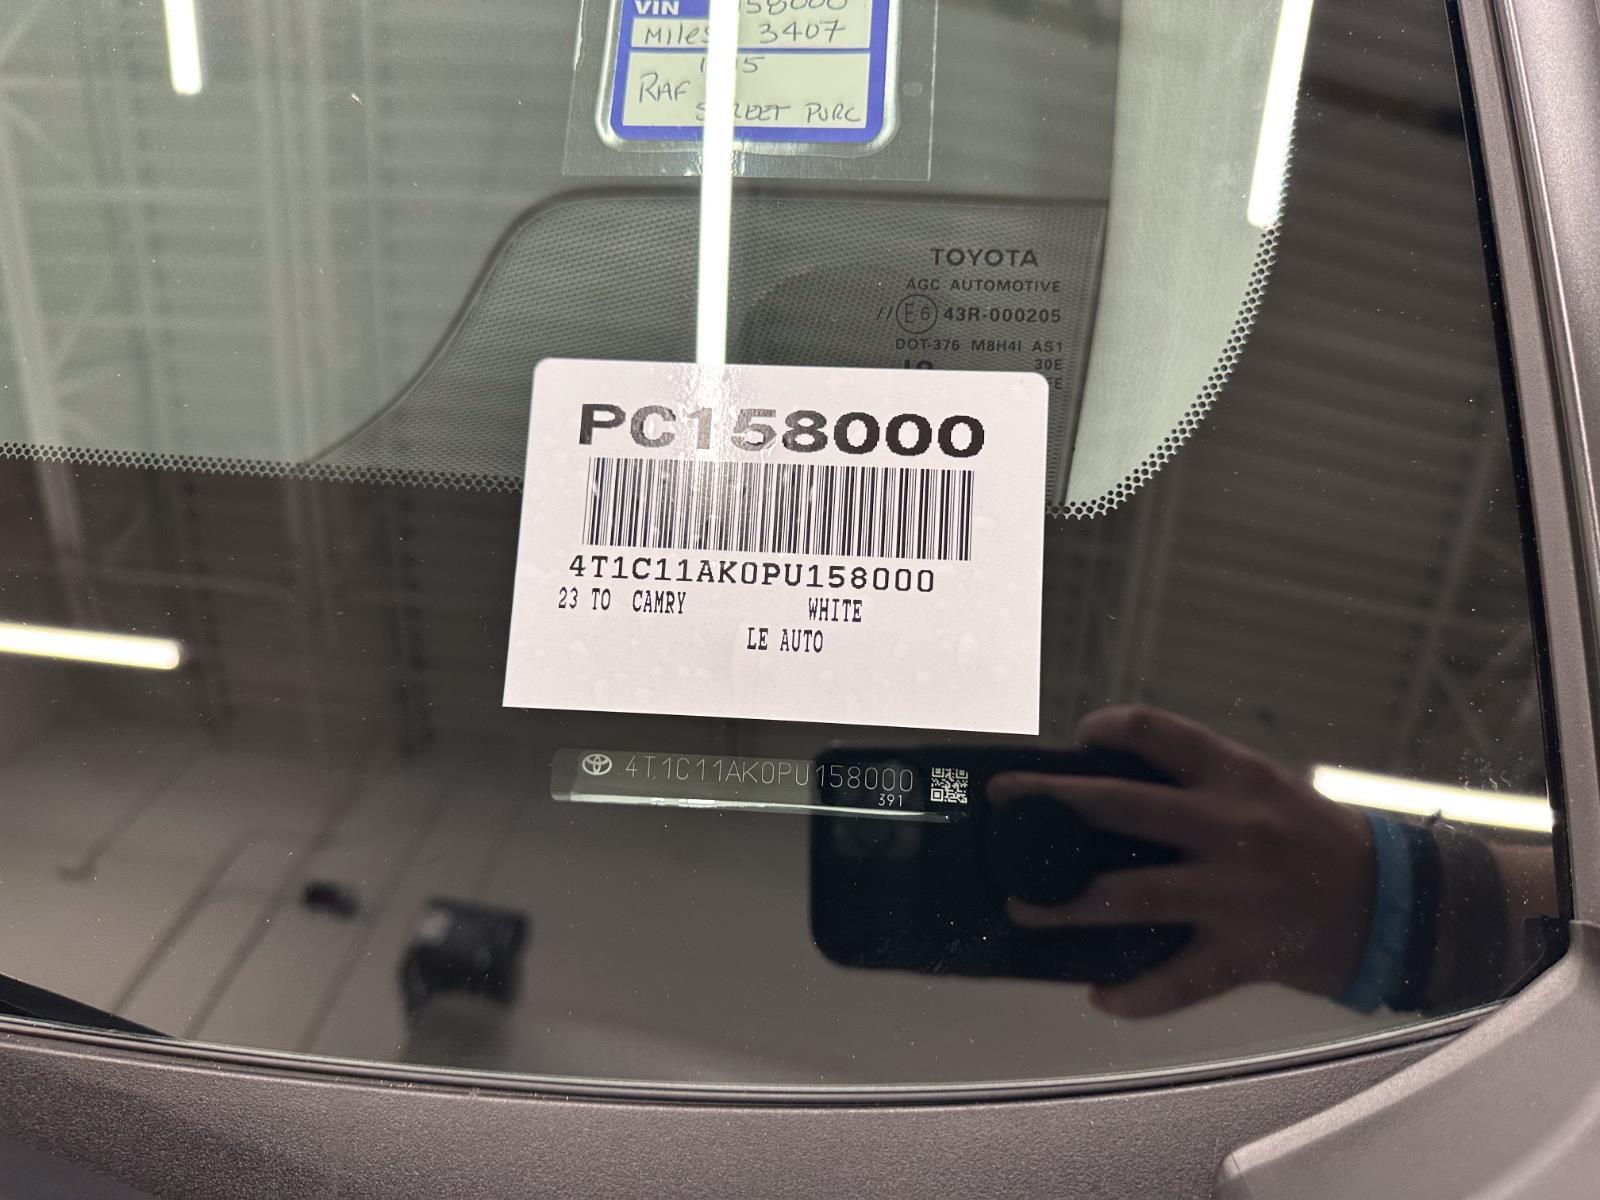 VIN 158000
Miles 3407
RAF
STREET PURC
TOYOTA
AGC AUTOMOTIVE
//E6 43R-000205
DOT-376 M8H4I AS1
30E
PC158000
4T1C11AK0PU158000
23 TO CAMRY WHITE
LE AUTO
4T1C11AK0PU158000
391